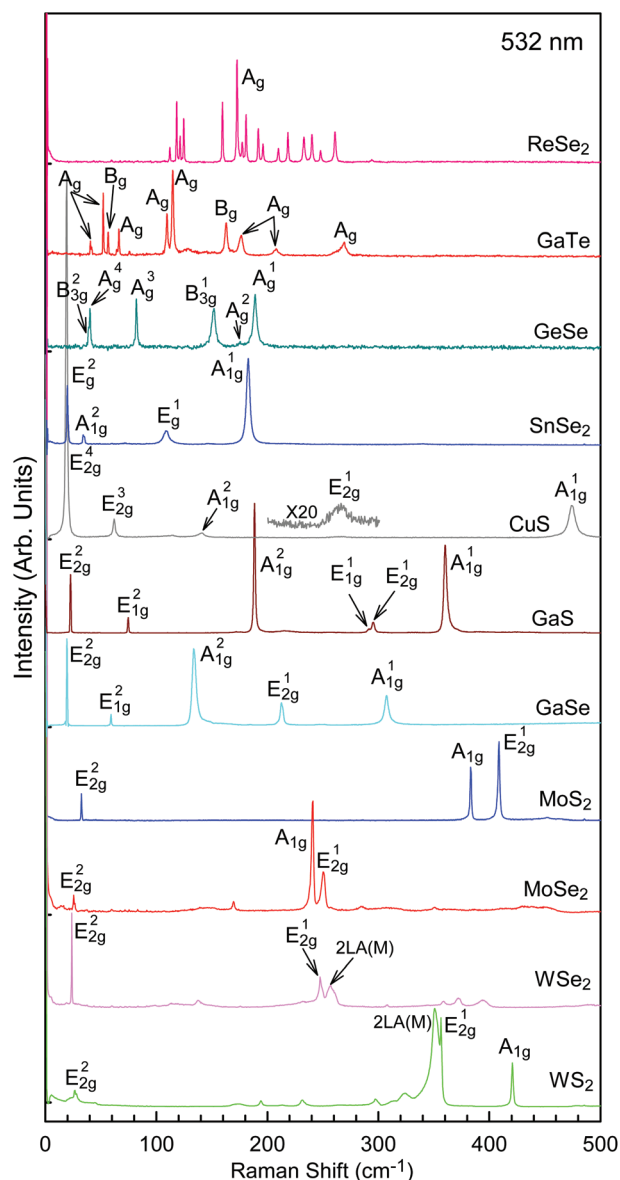 532 nm
A_g
ReSe₂
A_g B_g A_g A_g A_g B_g A_g A_g
GaTe
B²₃g A⁴_g A³_g B¹₃g A²_g A¹_g
GeSe
E²_g A²₁g E¹_g A¹₁g
SnSe₂
E⁴₂g E³₂g A²₁g X20 E¹₂g A¹₁g
CuS
E²₂g E²₁g A²₁g E¹₁g E¹₂g A¹₁g
GaS
E²₂g E²₁g A²₁g E¹₂g A¹₁g
GaSe
E²₂g A₁g E¹₂g
MoS₂
E²₂g A₁g E¹₂g
MoSe₂
E²₂g E¹₂g 2LA(M)
WSe₂
E²₂g 2LA(M) E¹₂g A₁g
WS₂
0 100 200 300 400 500
Raman Shift (cm⁻¹)
Intensity (Arb. Units)